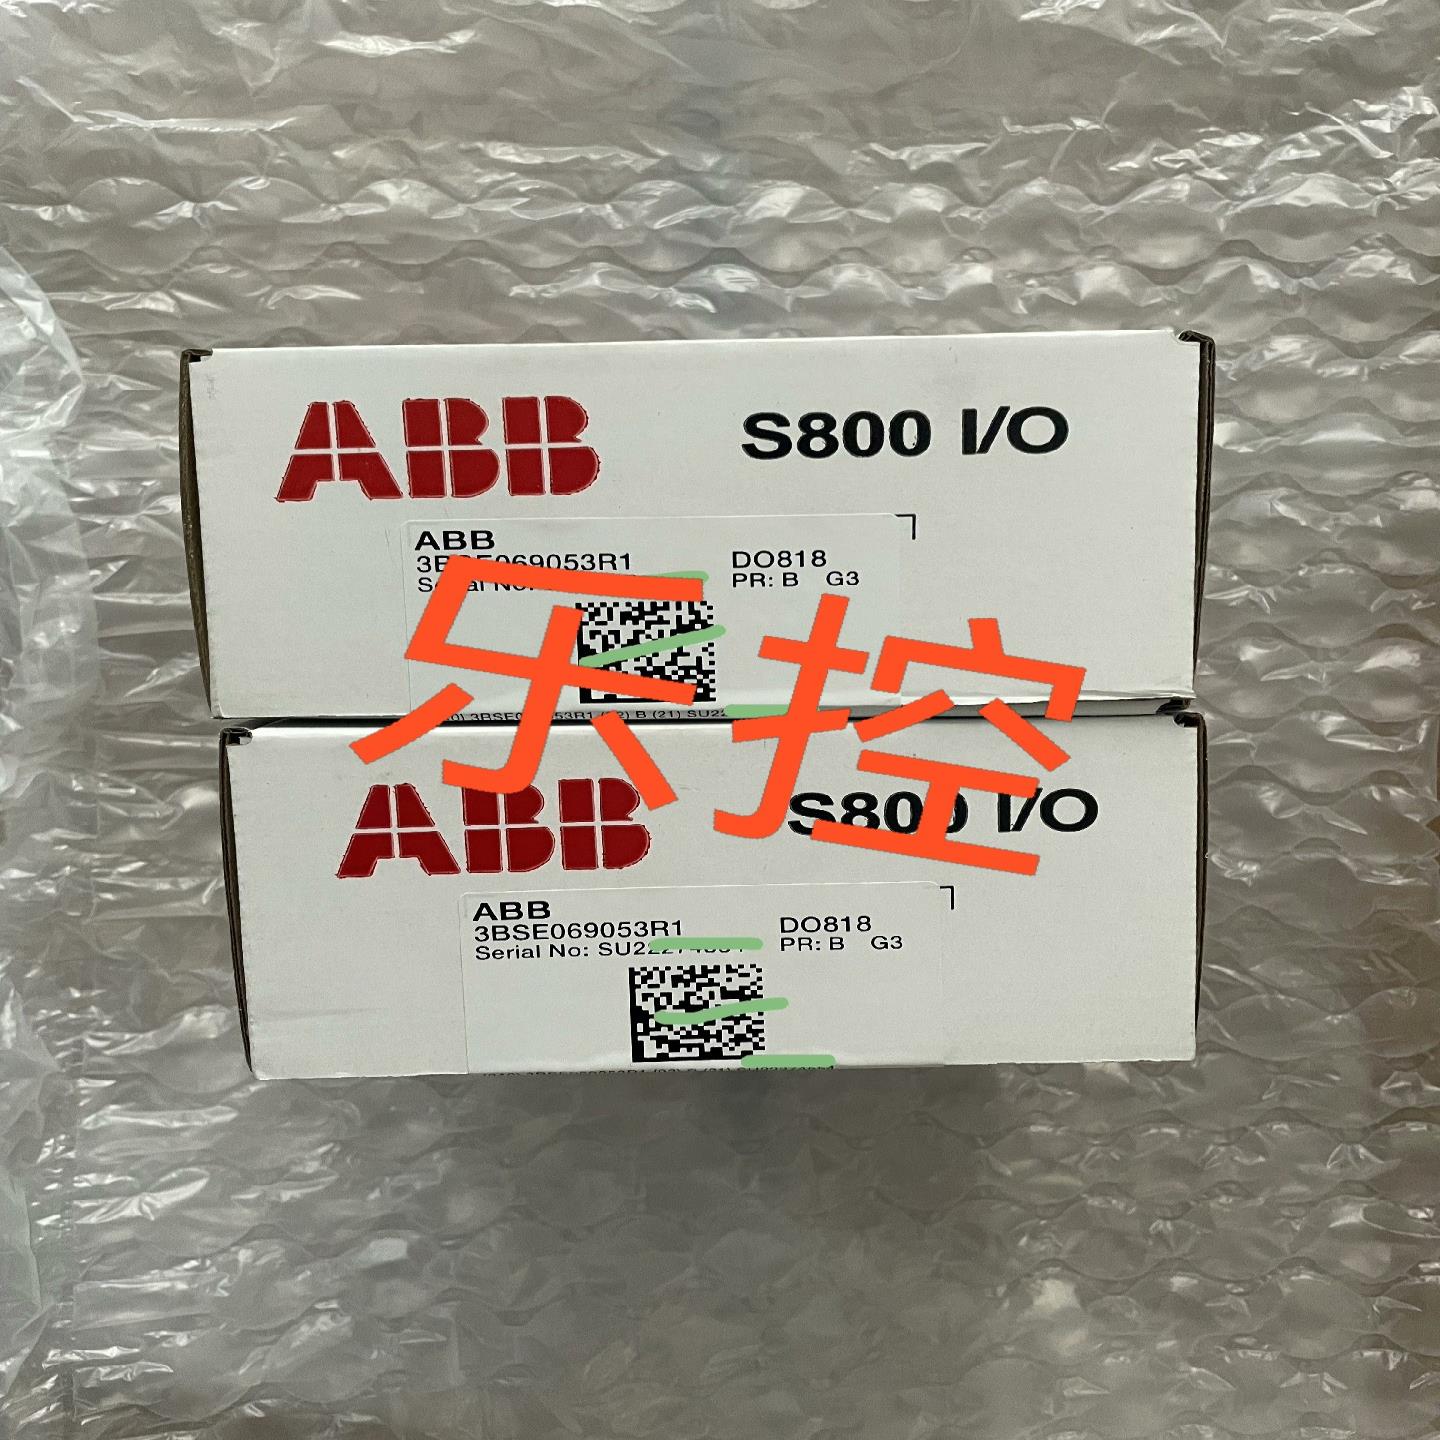 ABB S800 I/O
ABB
3BSE069053R1 DO818
Serial No: PR: B G3
乐控
ABB S800 I/O
ABB
3BSE069053R1 DO818
Serial No: PR: B G3